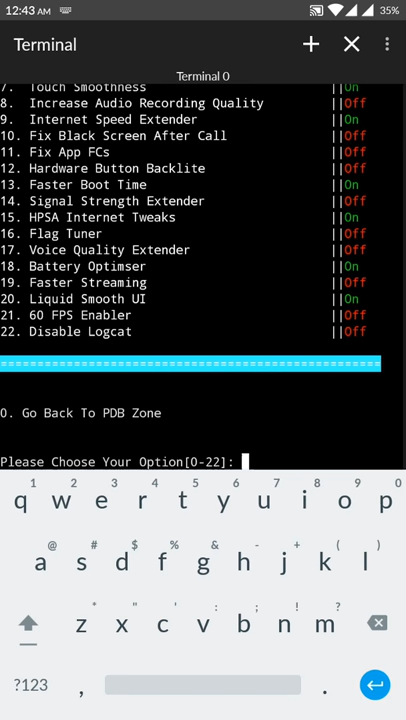 12:43 AM 35%
Terminal
Terminal 0
7. Touch Smoothness ||On
8. Increase Audio Recording Quality ||Off
9. Internet Speed Extender ||On
10. Fix Black Screen After Call ||Off
11. Fix App FCs ||Off
12. Hardware Button Backlite ||Off
13. Faster Boot Time ||On
14. Signal Strength Extender ||Off
15. HPSA Internet Tweaks ||On
16. Flag Tuner ||Off
17. Voice Quality Extender ||Off
18. Battery Optimser ||On
19. Faster Streaming ||Off
20. Liquid Smooth UI ||On
21. 60 FPS Enabler ||Off
22. Disable Logcat ||Off
====================================================
0. Go Back To PDB Zone
Please Choose Your Option[0-22]:
1 2 3 4 5 6 7 8 9 0
q w e r t y u i o p
@ # $ % & - + ( )
a s d f g h j k l
* " ' : ; ! ?
z x c v b n m
?123 , .